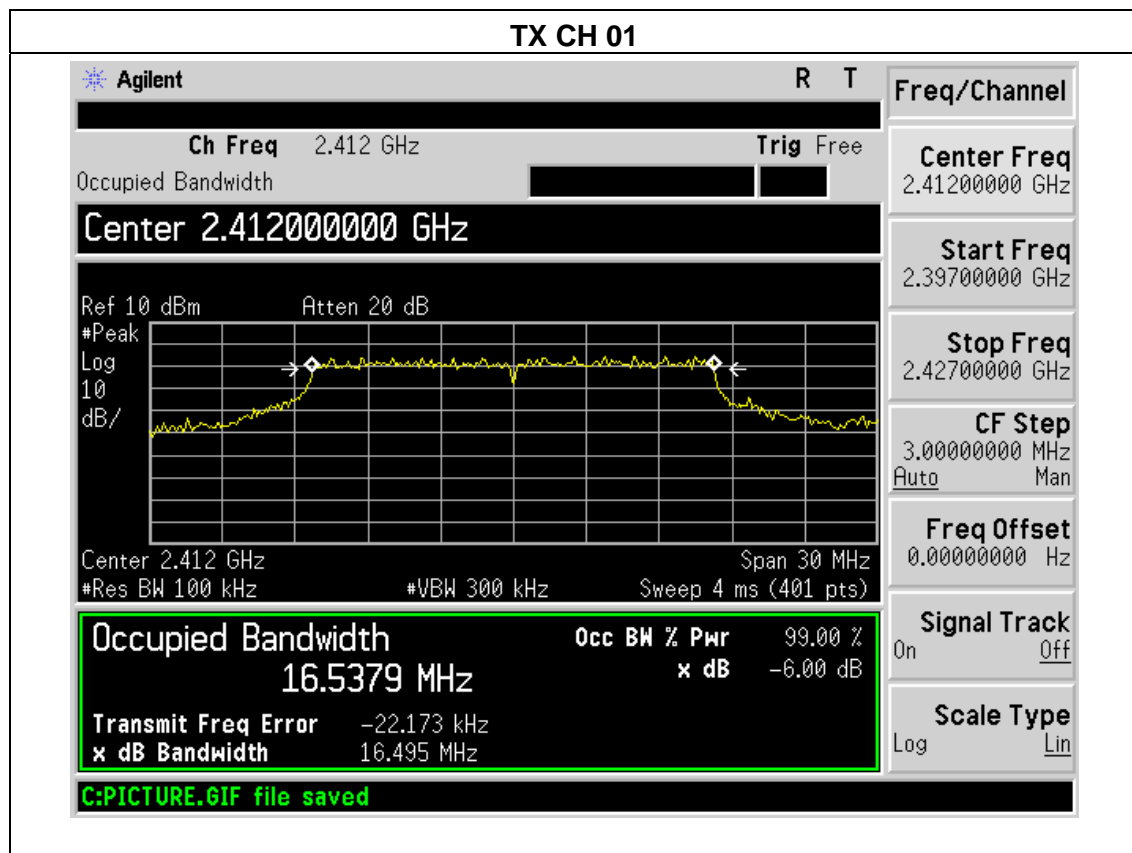 TX CH 01
Agilent R T
Ch Freq 2.412 GHz Trig Free
Occupied Bandwidth
Center 2.412000000 GHz
Ref 10 dBm Atten 20 dB
#Peak
Log
10
dB/
Center 2.412 GHz Span 30 MHz
#Res BW 100 kHz #VBW 300 kHz Sweep 4 ms (401 pts)
Occupied Bandwidth Occ BW % Pwr 99.00 %
16.5379 MHz x dB -6.00 dB
Transmit Freq Error -22.173 kHz
x dB Bandwidth 16.495 MHz
C:PICTURE.GIF file saved
Freq/Channel
Center Freq
2.41200000 GHz
Start Freq
2.39700000 GHz
Stop Freq
2.42700000 GHz
CF Step
3.00000000 MHz
Auto Man
Freq Offset
0.00000000 Hz
Signal Track
On Off
Scale Type
Log Lin